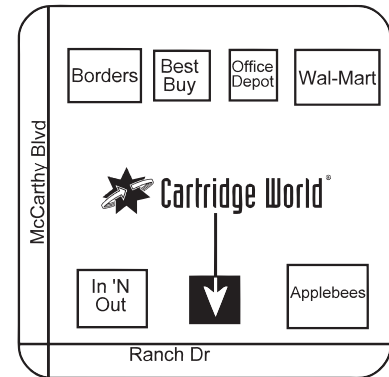 Borders
Best
Buy
Office
Depot
Wal-Mart
McCarthy Blvd
Cartridge World®
In 'N
Out
Applebees
Ranch Dr